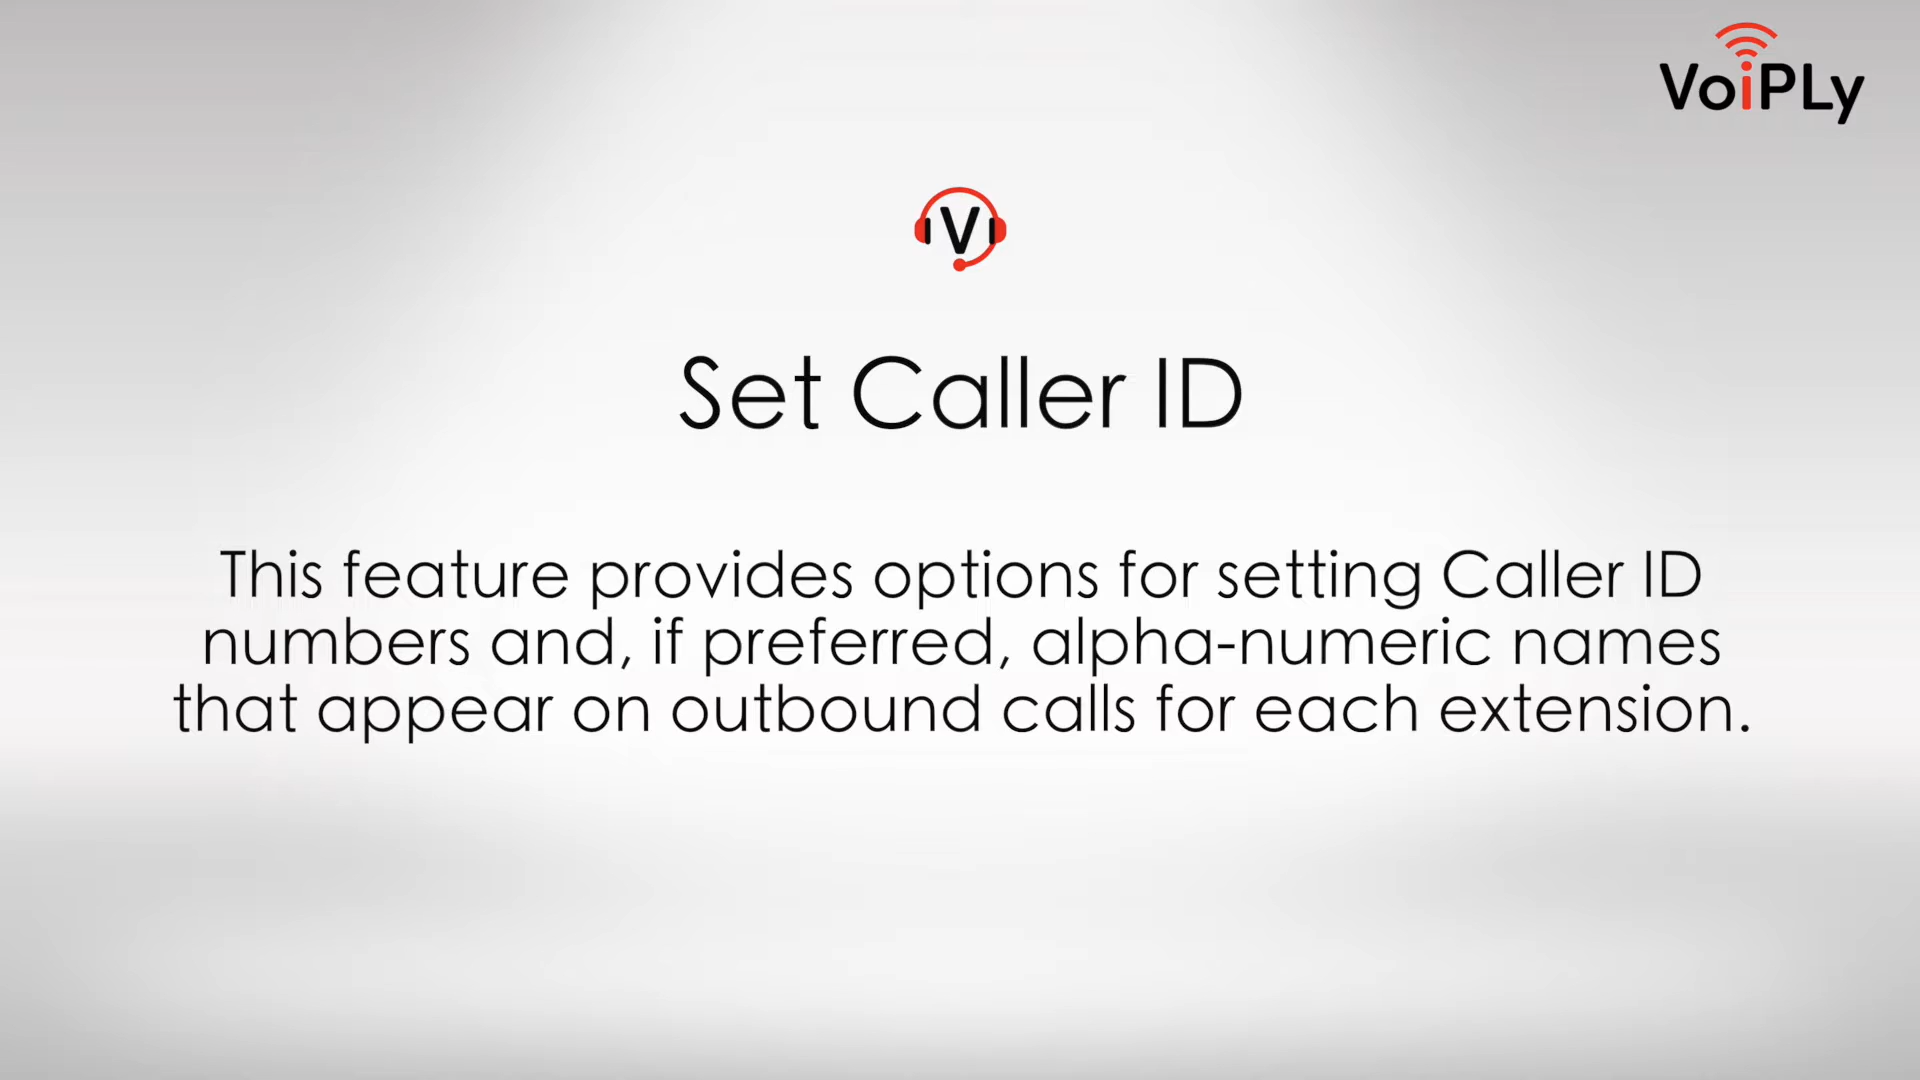 VoiPLy
V
Set Caller ID
This feature provides options for setting Caller ID
numbers and, if preferred, alpha-numeric names
that appear on outbound calls for each extension.